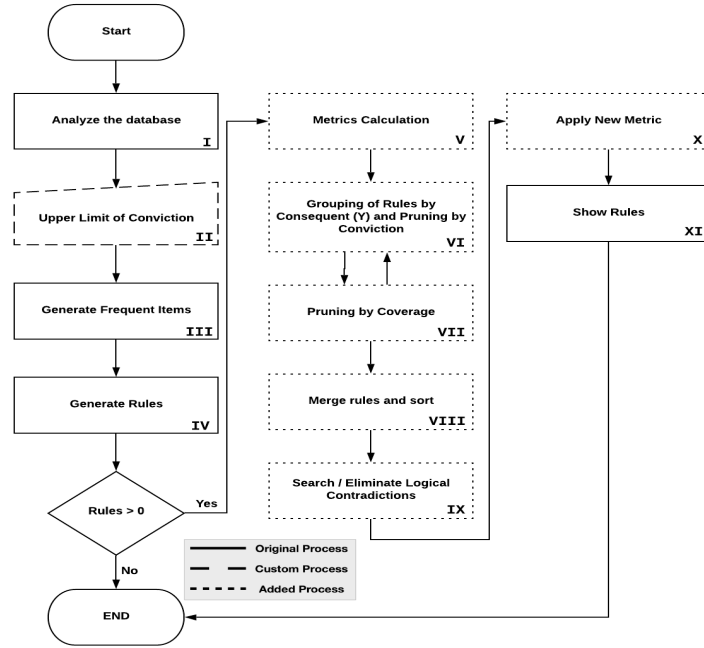 Start
Analyze the database
I
Upper Limit of Conviction
II
Generate Frequent Items
III
Generate Rules
IV
Rules > 0
Yes
No
END
Metrics Calculation
V
Grouping of Rules by
Consequent (Y) and Pruning by
Conviction
VI
Pruning by Coverage
VII
Merge rules and sort
VIII
Search / Eliminate Logical
Contradictions
IX
Apply New Metric
X
Show Rules
XI
Original Process
Custom Process
Added Process